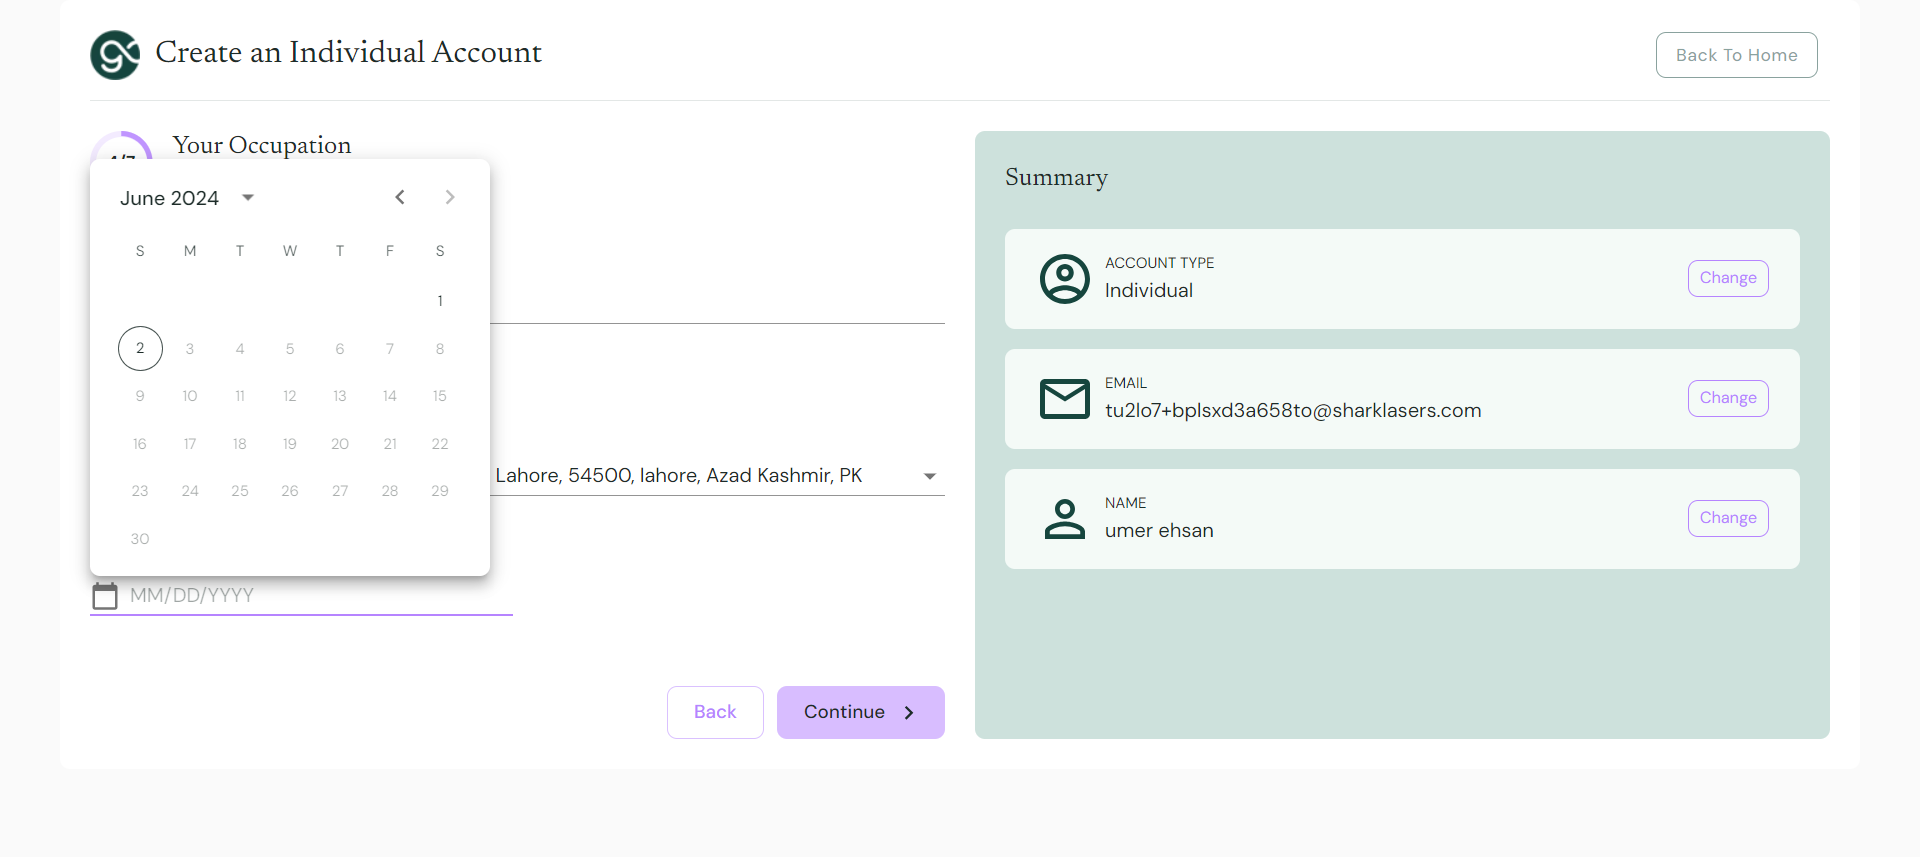 Create an Individual Account
Back To Home
Your Occupation
June 2024
S M T W T F S
1
2 3 4 5 6 7 8
9 10 11 12 13 14 15
16 17 18 19 20 21 22
23 24 25 26 27 28 29
30
Lahore, 54500, lahore, Azad Kashmir, PK
MM/DD/YYYY
Back
Continue
Summary
ACCOUNT TYPE
Individual
Change
EMAIL
tu2lo7+bplsxd3a658to@sharklasers.com
Change
NAME
umer ehsan
Change